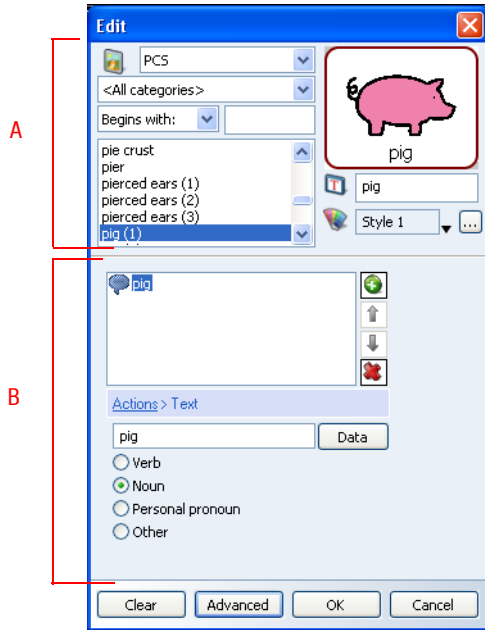 Edit
A
PCS
<All categories>
Begins with:
pie crust
pier
pierced ears (1)
pierced ears (2)
pierced ears (3)
pig (1)
pig
pig
Style 1
...
B
pig
Actions > Text
pig
Data
Verb
Noun
Personal pronoun
Other
Clear
Advanced
OK
Cancel